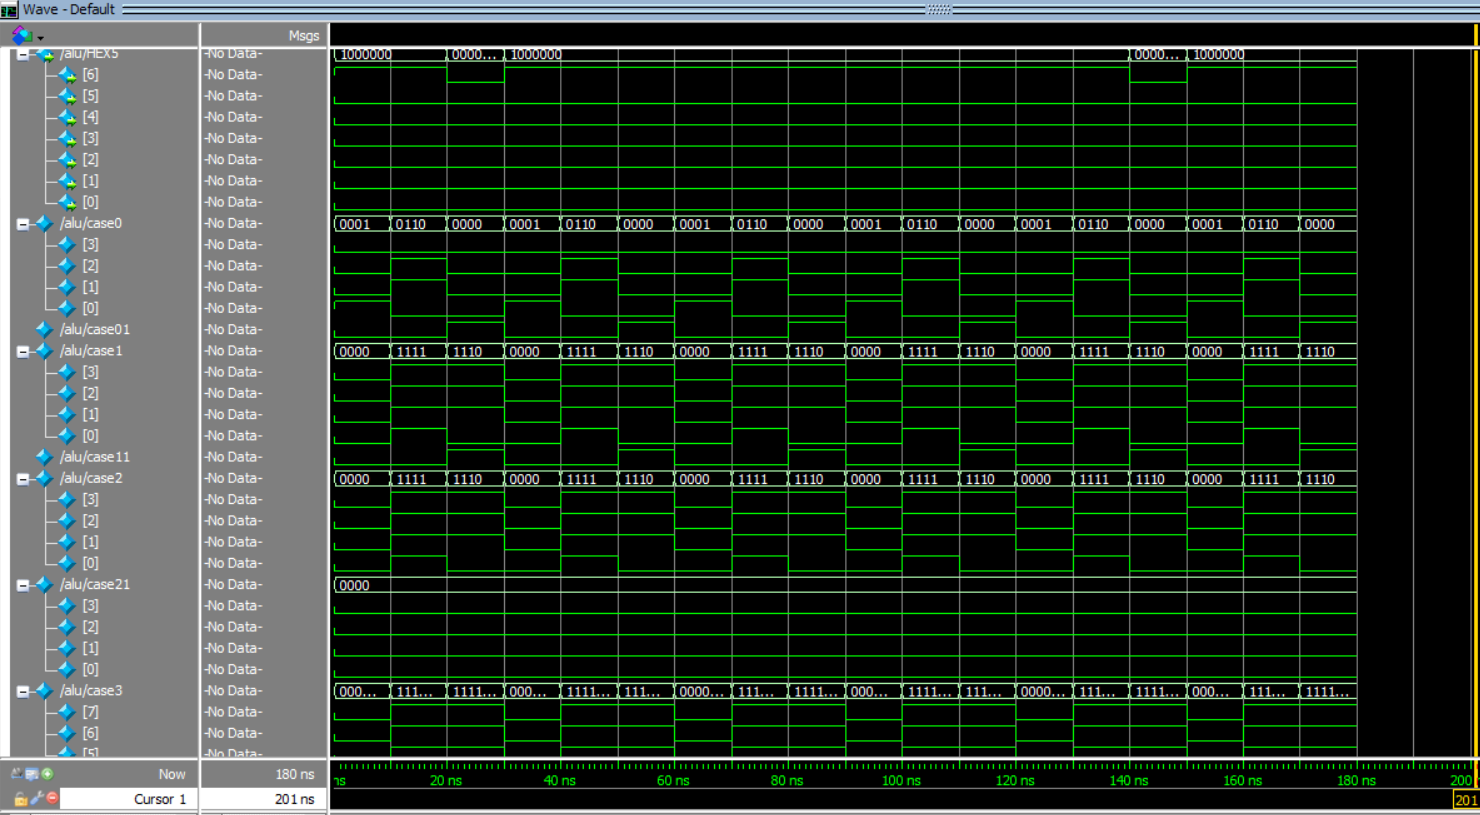 Wave - Default
Msgs
/alu/HEX5 -No Data- 1000000 0000... 1000000 0000... 1000000
[6] -No Data-
[5] -No Data-
[4] -No Data-
[3] -No Data-
[2] -No Data-
[1] -No Data-
[0] -No Data-
/alu/case0 -No Data- 0001 0110 0000 0001 0110 0000 0001 0110 0000 0001 0110 0000 0001 0110 0000 0001 0110 0000
[3] -No Data-
[2] -No Data-
[1] -No Data-
[0] -No Data-
/alu/case01 -No Data-
/alu/case1 -No Data- 0000 1111 1110 0000 1111 1110 0000 1111 1110 0000 1111 1110 0000 1111 1110 0000 1111 1110
[3] -No Data-
[2] -No Data-
[1] -No Data-
[0] -No Data-
/alu/case11 -No Data-
/alu/case2 -No Data- 0000 1111 1110 0000 1111 1110 0000 1111 1110 0000 1111 1110 0000 1111 1110 0000 1111 1110
[3] -No Data-
[2] -No Data-
[1] -No Data-
[0] -No Data-
/alu/case21 -No Data- 0000
[3] -No Data-
[2] -No Data-
[1] -No Data-
[0] -No Data-
/alu/case3 -No Data- 000... 111... 1111... 000... 1111... 111... 0000... 111... 1111... 000... 1111... 111... 0000... 111... 1111... 000... 111... 1111...
[7] -No Data-
[6] -No Data-
[5] -No Data-
Now 180 ns ns 20 ns 40 ns 60 ns 80 ns 100 ns 120 ns 140 ns 160 ns 180 ns 200
Cursor 1 201 ns 201